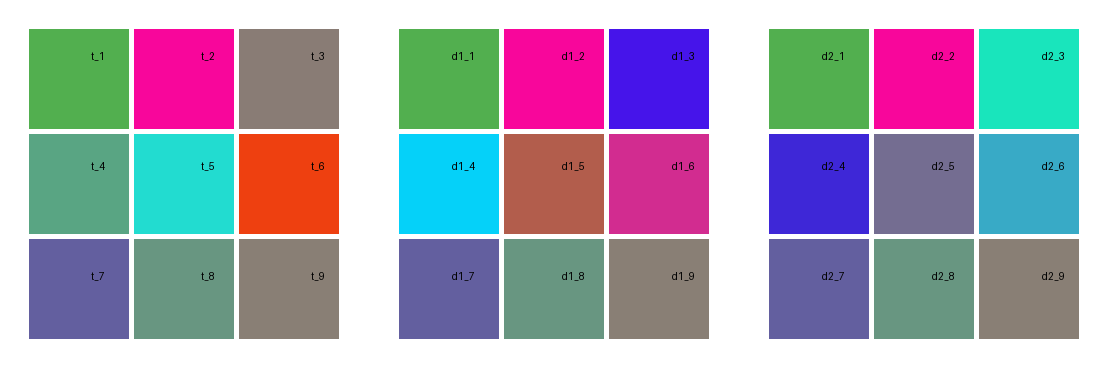 t_1 t_2 t_3 d1_1 d1_2 d1_3 d2_1 d2_2 d2_3
t_4 t_5 t_6 d1_4 d1_5 d1_6 d2_4 d2_5 d2_6
t_7 t_8 t_9 d1_7 d1_8 d1_9 d2_7 d2_8 d2_9